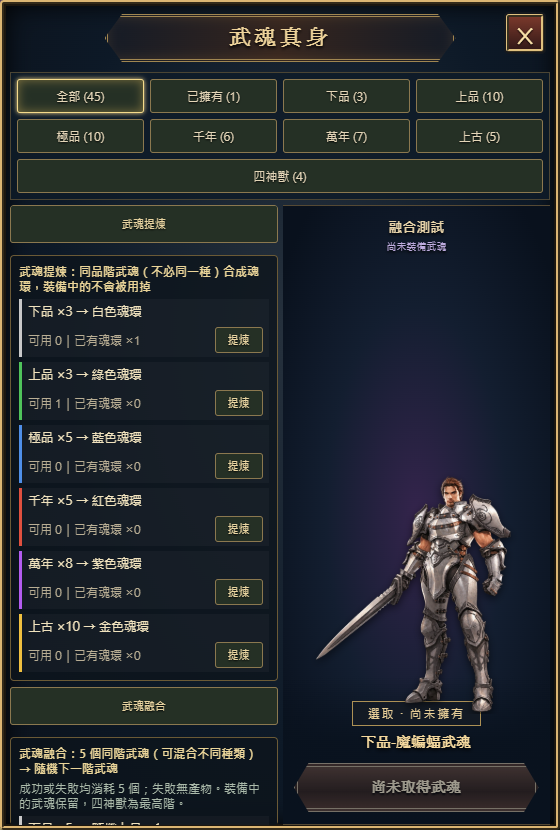 武魂真身
X
全部 (45)
已擁有 (1)
下品 (3)
上品 (10)
極品 (10)
千年 (6)
萬年 (7)
上古 (5)
四神獸 (4)
武魂提煉
武魂提煉：同品階武魂（不必同一種）合成魂
環，裝備中的不會被用掉
下品 ×3 → 白色魂環
可用 0｜已有魂環 ×1
提煉
上品 ×3 → 綠色魂環
可用 1｜已有魂環 ×0
提煉
極品 ×5 → 藍色魂環
可用 0｜已有魂環 ×0
提煉
千年 ×5 → 紅色魂環
可用 0｜已有魂環 ×0
提煉
萬年 ×8 → 紫色魂環
可用 0｜已有魂環 ×0
提煉
上古 ×10 → 金色魂環
可用 0｜已有魂環 ×0
提煉
武魂融合
武魂融合：5 個同階武魂（可混合不同種類）
→ 隨機下一階武魂
成功或失敗均消耗 5 個；失敗無產物。裝備中
的武魂保留，四神獸為最高階。
融合測試
尚未裝備武魂
選取 · 尚未擁有
下品-魔蝙蝠武魂
尚未取得武魂